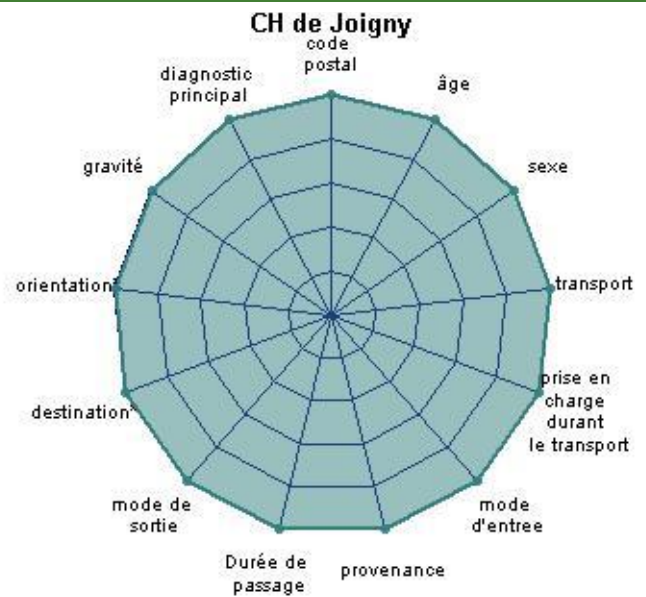 CH de Joigny
code
postal
âge
sexe
transport
prise en
charge
durant
le transport
mode
d'entree
provenance
Durée de
passage
mode de
sortie
destination*
orientation*
gravité
diagnostic
principal